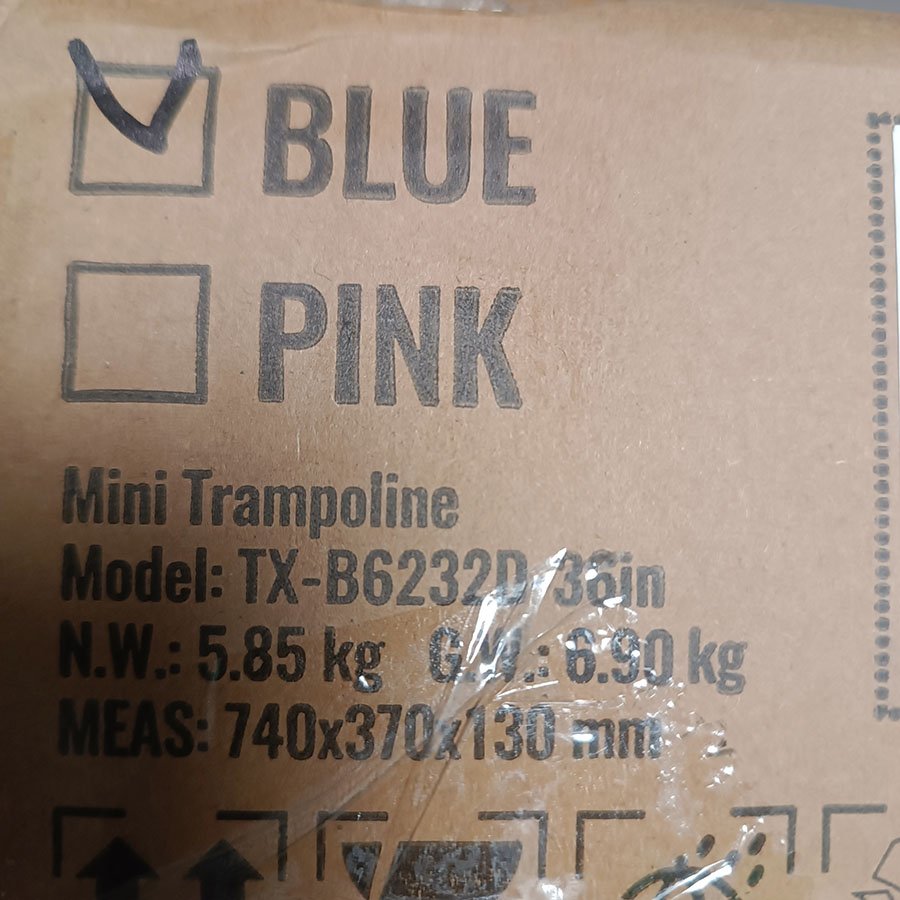 BLUE
PINK
Mini Trampoline
Model: TX-B6232D 36in
N.W.: 5.85 kg G.W.: 6.90 kg
MEAS: 740x370x130 mm